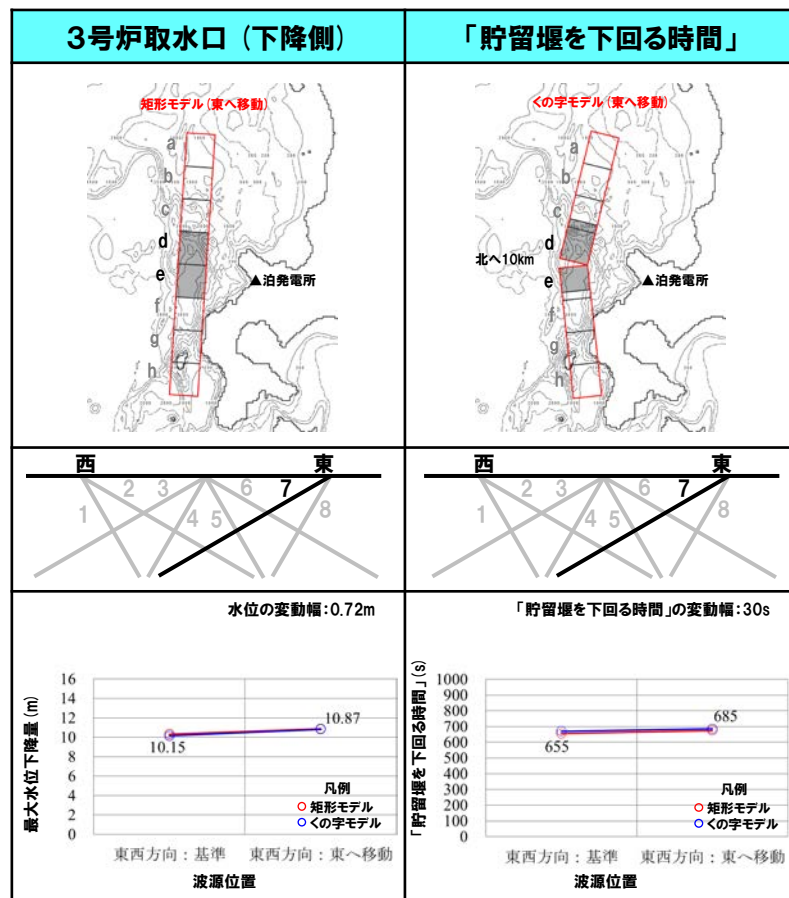 3号炉取水口（下降側）
「貯留堰を下回る時間」
矩形モデル(東へ移動)
a
b
c
d
e
f
g
h
▲泊発電所
くの字モデル(東へ移動)
a
b
c
d
北へ10km
e
f
g
h
▲泊発電所
西 東
1 2 3 4 5 6 7 8
西 東
1 2 3 4 5 6 7 8
水位の変動幅:0.72m
最大水位下降量(m)
16
14
12
10
8
6
4
2
0
10.15
10.87
凡例
矩形モデル
くの字モデル
東西方向：基準 東西方向：東へ移動
波源位置
「貯留堰を下回る時間」の変動幅:30s
「貯留堰を下回る時間」(s)
1000
900
800
700
600
500
400
300
200
100
0
655
685
凡例
矩形モデル
くの字モデル
東西方向：基準 東西方向：東へ移動
波源位置